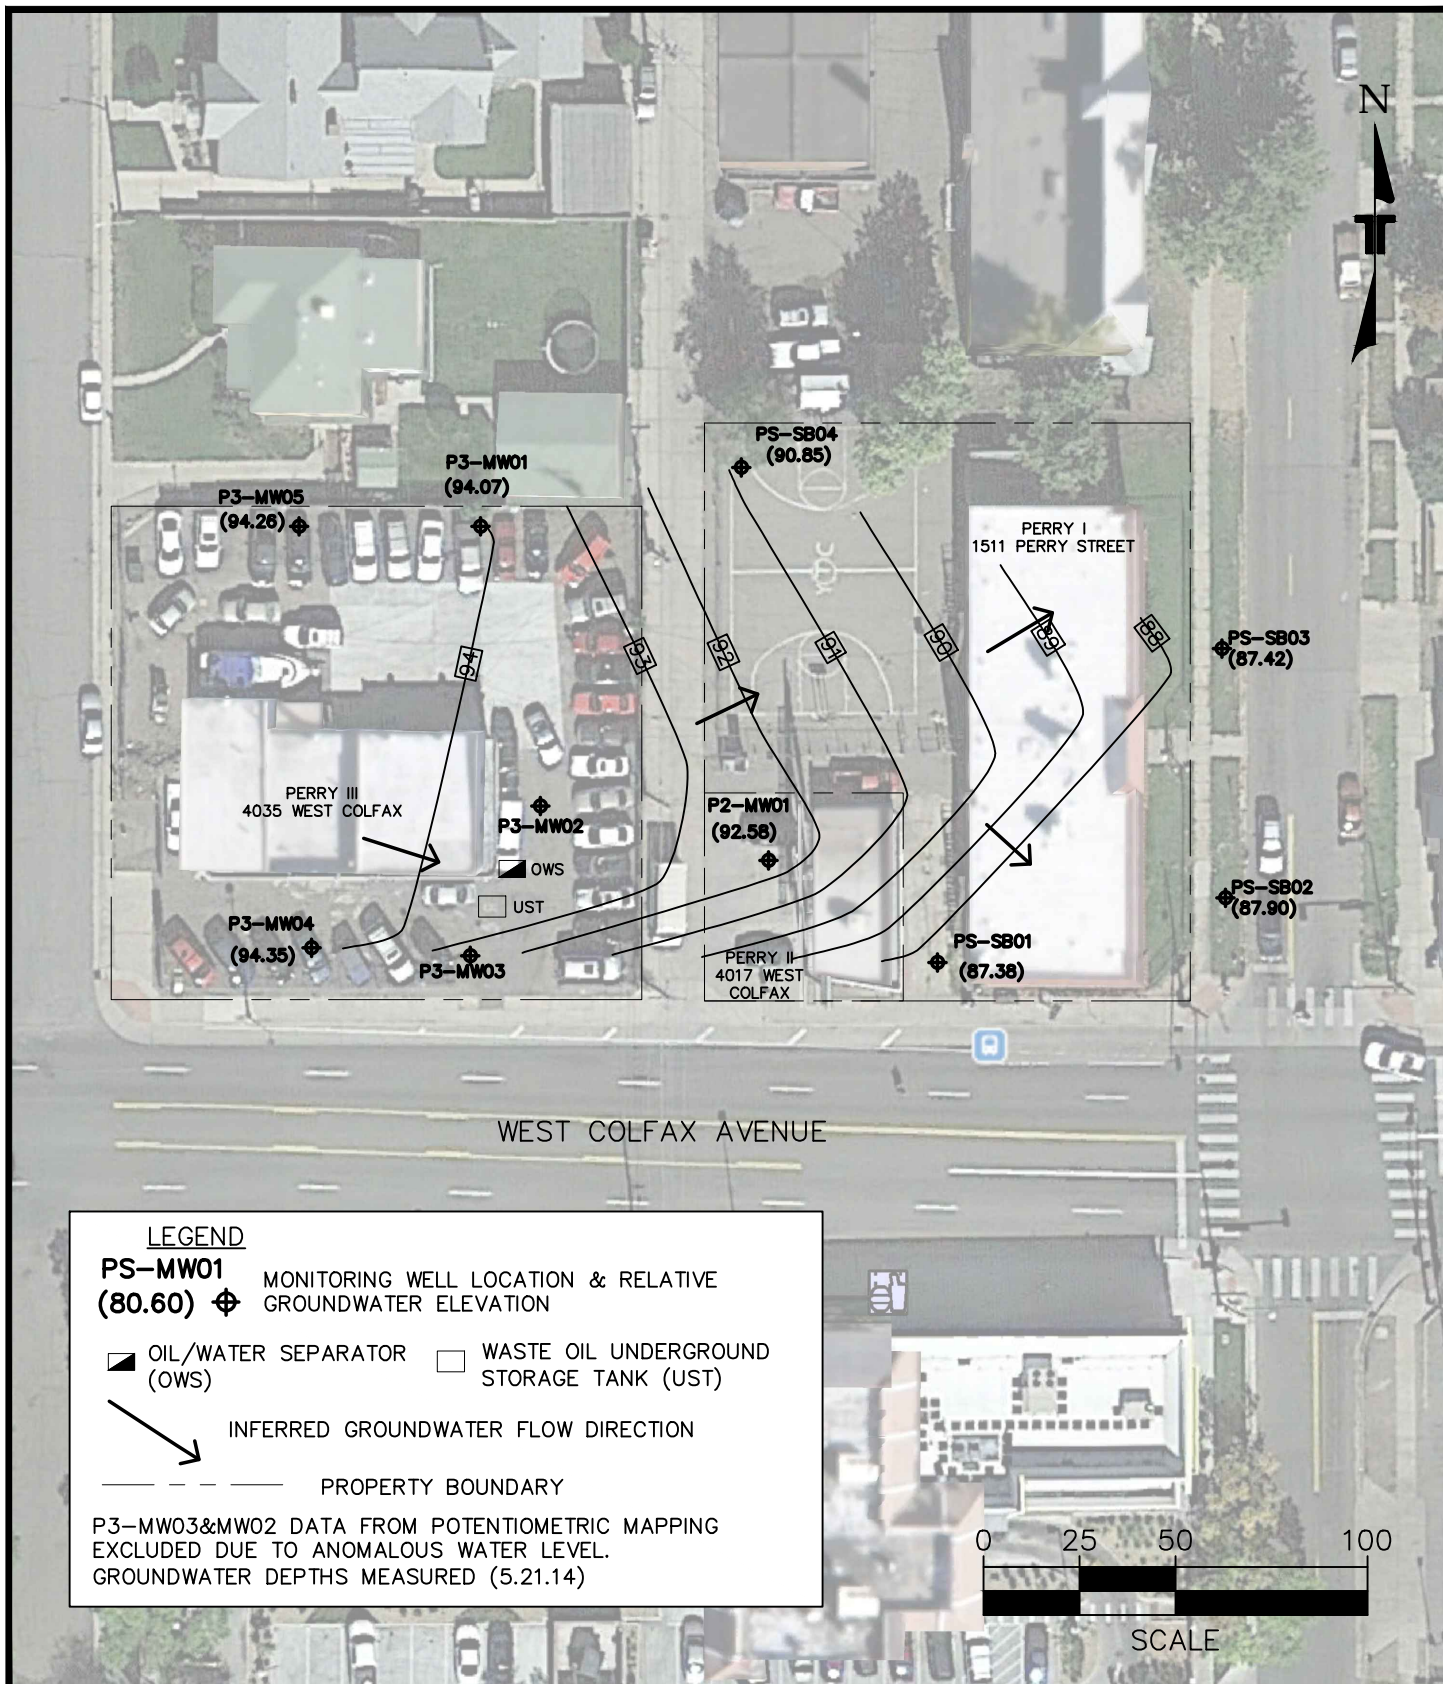 N
PS-SB04
(90.85)
P3-MW01
(94.07)
P3-MW05
(94.26)
PERRY I
1511 PERRY STREET
94
93
92
91
90
89
88
PS-SB03
(87.42)
PERRY III
4035 WEST COLFAX
P3-MW02
P2-MW01
(92.58)
OWS
UST
PS-SB02
(87.90)
P3-MW04
(94.35)
P3-MW03
PS-SB01
(87.38)
PERRY II
4017 WEST
COLFAX
WEST COLFAX AVENUE
LEGEND
PS-MW01
(80.60)
MONITORING WELL LOCATION & RELATIVE
GROUNDWATER ELEVATION
OIL/WATER SEPARATOR
(OWS)
WASTE OIL UNDERGROUND
STORAGE TANK (UST)
INFERRED GROUNDWATER FLOW DIRECTION
PROPERTY BOUNDARY
P3-MW03&MW02 DATA FROM POTENTIOMETRIC MAPPING
EXCLUDED DUE TO ANOMALOUS WATER LEVEL.
GROUNDWATER DEPTHS MEASURED (5.21.14)
0 25 50 100
SCALE